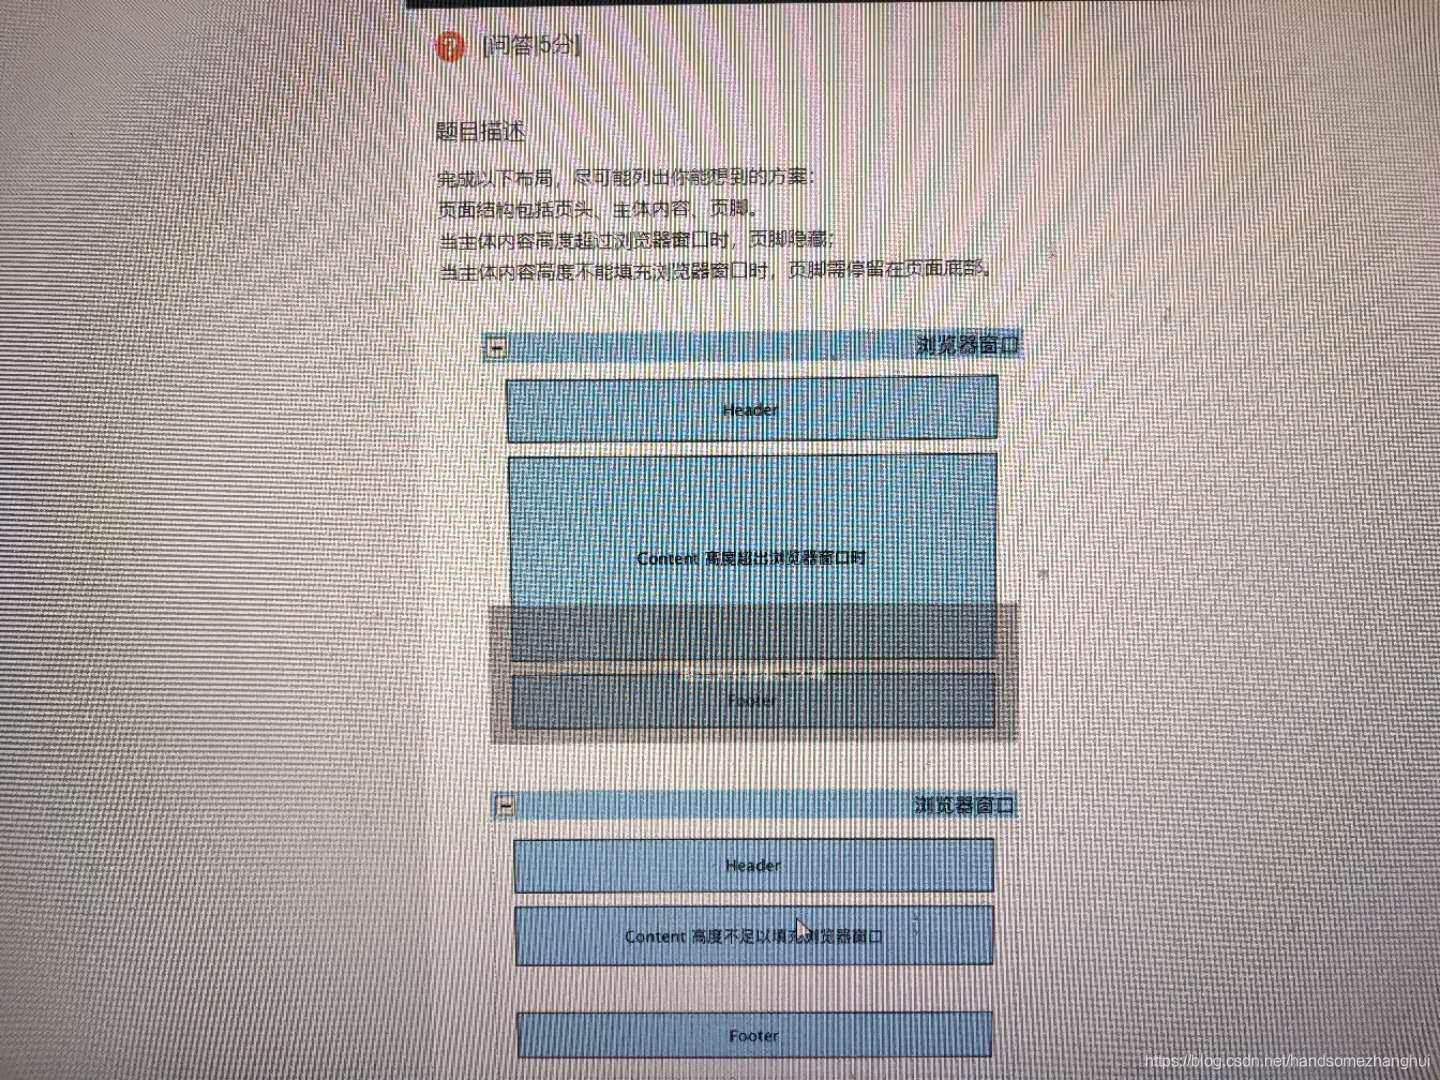 [问答|5分]
题目描述
完成以下布局，尽可能列出你能想到的方案：
页面结构包括页头、主体内容、页脚。
当主体内容高度超过浏览器窗口时，页脚隐藏；
当主体内容高度不能填充浏览器窗口时，页脚需停留在页面底部。
浏览器窗口
Header
Content 高度超出浏览器窗口时
Footer
浏览器窗口
Header
Content 高度不足以填充浏览器窗口
Footer
https://blog.csdn.net/handsomezhanghui